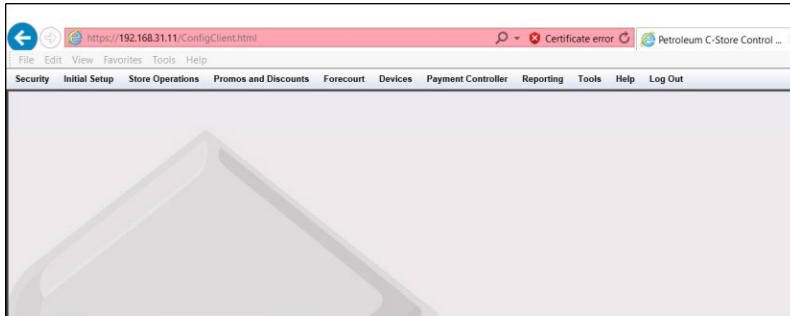 https://192.168.31.11/ConfigClient.html Certificate error Petroleum C-Store Control ...
File Edit View Favorites Tools Help
Security Initial Setup Store Operations Promos and Discounts Forecourt Devices Payment Controller Reporting Tools Help Log Out